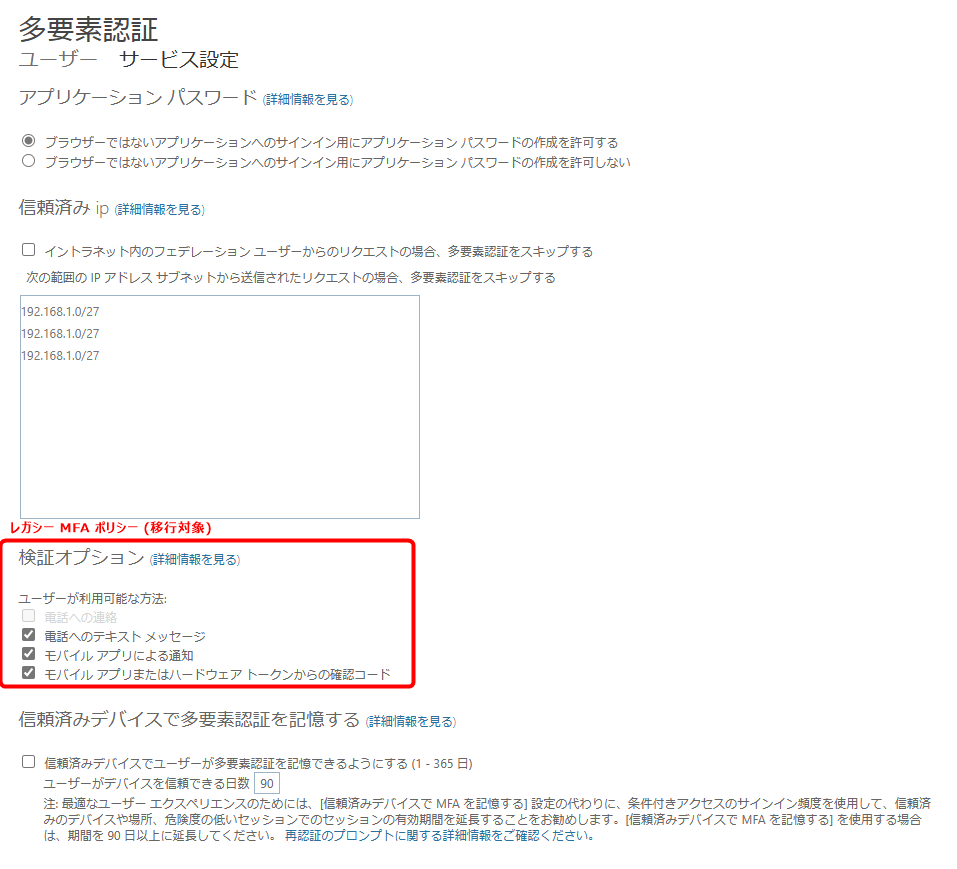 多要素認証
ユーザー サービス設定
アプリケーション パスワード (詳細情報を見る)
ブラウザーではないアプリケーションへのサインイン用にアプリケーション パスワードの作成を許可する
ブラウザーではないアプリケーションへのサインイン用にアプリケーション パスワードの作成を許可しない
信頼済み ip (詳細情報を見る)
イントラネット内のフェデレーション ユーザーからのリクエストの場合、多要素認証をスキップする
次の範囲の IP アドレス サブネットから送信されたリクエストの場合、多要素認証をスキップする
192.168.1.0/27
192.168.1.0/27
192.168.1.0/27
レガシー MFA ポリシー (移行対象)
検証オプション (詳細情報を見る)
ユーザーが利用可能な方法:
電話への連絡
電話へのテキスト メッセージ
モバイル アプリによる通知
モバイル アプリまたはハードウェア トークンからの確認コード
信頼済みデバイスで多要素認証を記憶する (詳細情報を見る)
信頼済みデバイスでユーザーが多要素認証を記憶できるようにする (1 - 365 日)
ユーザーがデバイスを信頼できる日数 90
注: 最適なユーザー エクスペリエンスのためには、[信頼済みデバイスで MFA を記憶する] 設定の代わりに、条件付きアクセスのサインイン頻度を使用して、信頼済
みのデバイスや場所、危険度の低いセッションでのセッションの有効期間を延長することをお勧めします。[信頼済みデバイスで MFA を記憶する] を使用する場合
は、期間を 90 日以上に延長してください。 再認証のプロンプトに関する詳細情報をご確認ください。